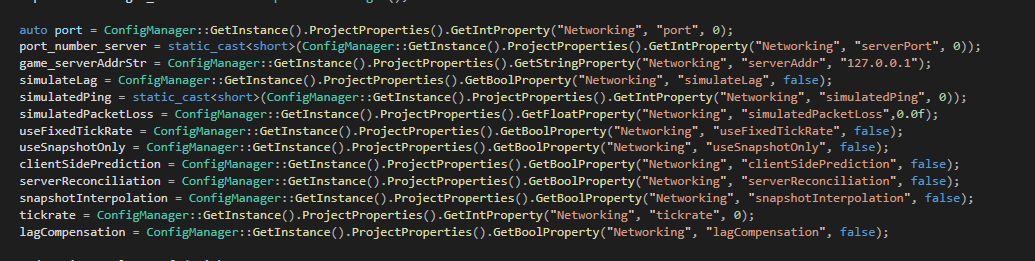 auto port = ConfigManager::GetInstance().ProjectProperties().GetIntProperty("Networking", "port", 0);
port_number_server = static_cast<short>(ConfigManager::GetInstance().ProjectProperties().GetIntProperty("Networking", "serverPort", 0));
game_serverAddrStr = ConfigManager::GetInstance().ProjectProperties().GetStringProperty("Networking", "serverAddr", "127.0.0.1");
simulateLag = ConfigManager::GetInstance().ProjectProperties().GetBoolProperty("Networking", "simulateLag", false);
simulatedPing = static_cast<short>(ConfigManager::GetInstance().ProjectProperties().GetIntProperty("Networking", "simulatedPing", 0));
simulatedPacketLoss = ConfigManager::GetInstance().ProjectProperties().GetFloatProperty("Networking", "simulatedPacketLoss",0.0f);
useFixedTickRate = ConfigManager::GetInstance().ProjectProperties().GetBoolProperty("Networking", "useFixedTickRate", false);
useSnapshotOnly = ConfigManager::GetInstance().ProjectProperties().GetBoolProperty("Networking", "useSnapshotOnly", false);
clientSidePrediction = ConfigManager::GetInstance().ProjectProperties().GetBoolProperty("Networking", "clientSidePrediction", false);
serverReconciliation = ConfigManager::GetInstance().ProjectProperties().GetBoolProperty("Networking", "serverReconciliation", false);
snapshotInterpolation = ConfigManager::GetInstance().ProjectProperties().GetBoolProperty("Networking", "snapshotInterpolation", false);
tickrate = ConfigManager::GetInstance().ProjectProperties().GetIntProperty("Networking", "tickrate", 0);
lagCompensation = ConfigManager::GetInstance().ProjectProperties().GetBoolProperty("Networking", "lagCompensation", false);